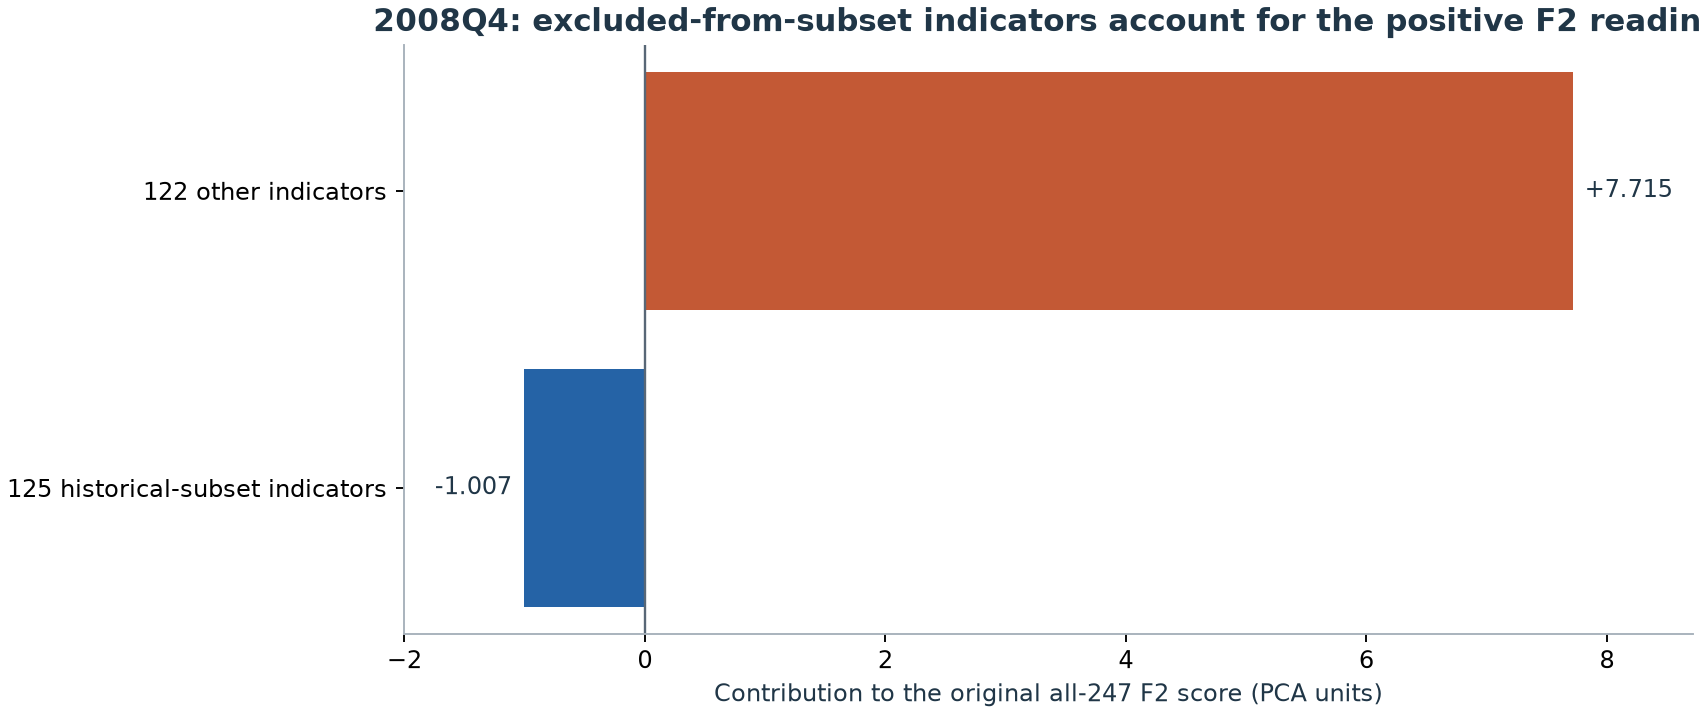 2008Q4: excluded-from-subset indicators account for the positive F2 readin
122 other indicators
+7.715
125 historical-subset indicators
-1.007
−2 0 2 4 6 8
Contribution to the original all-247 F2 score (PCA units)